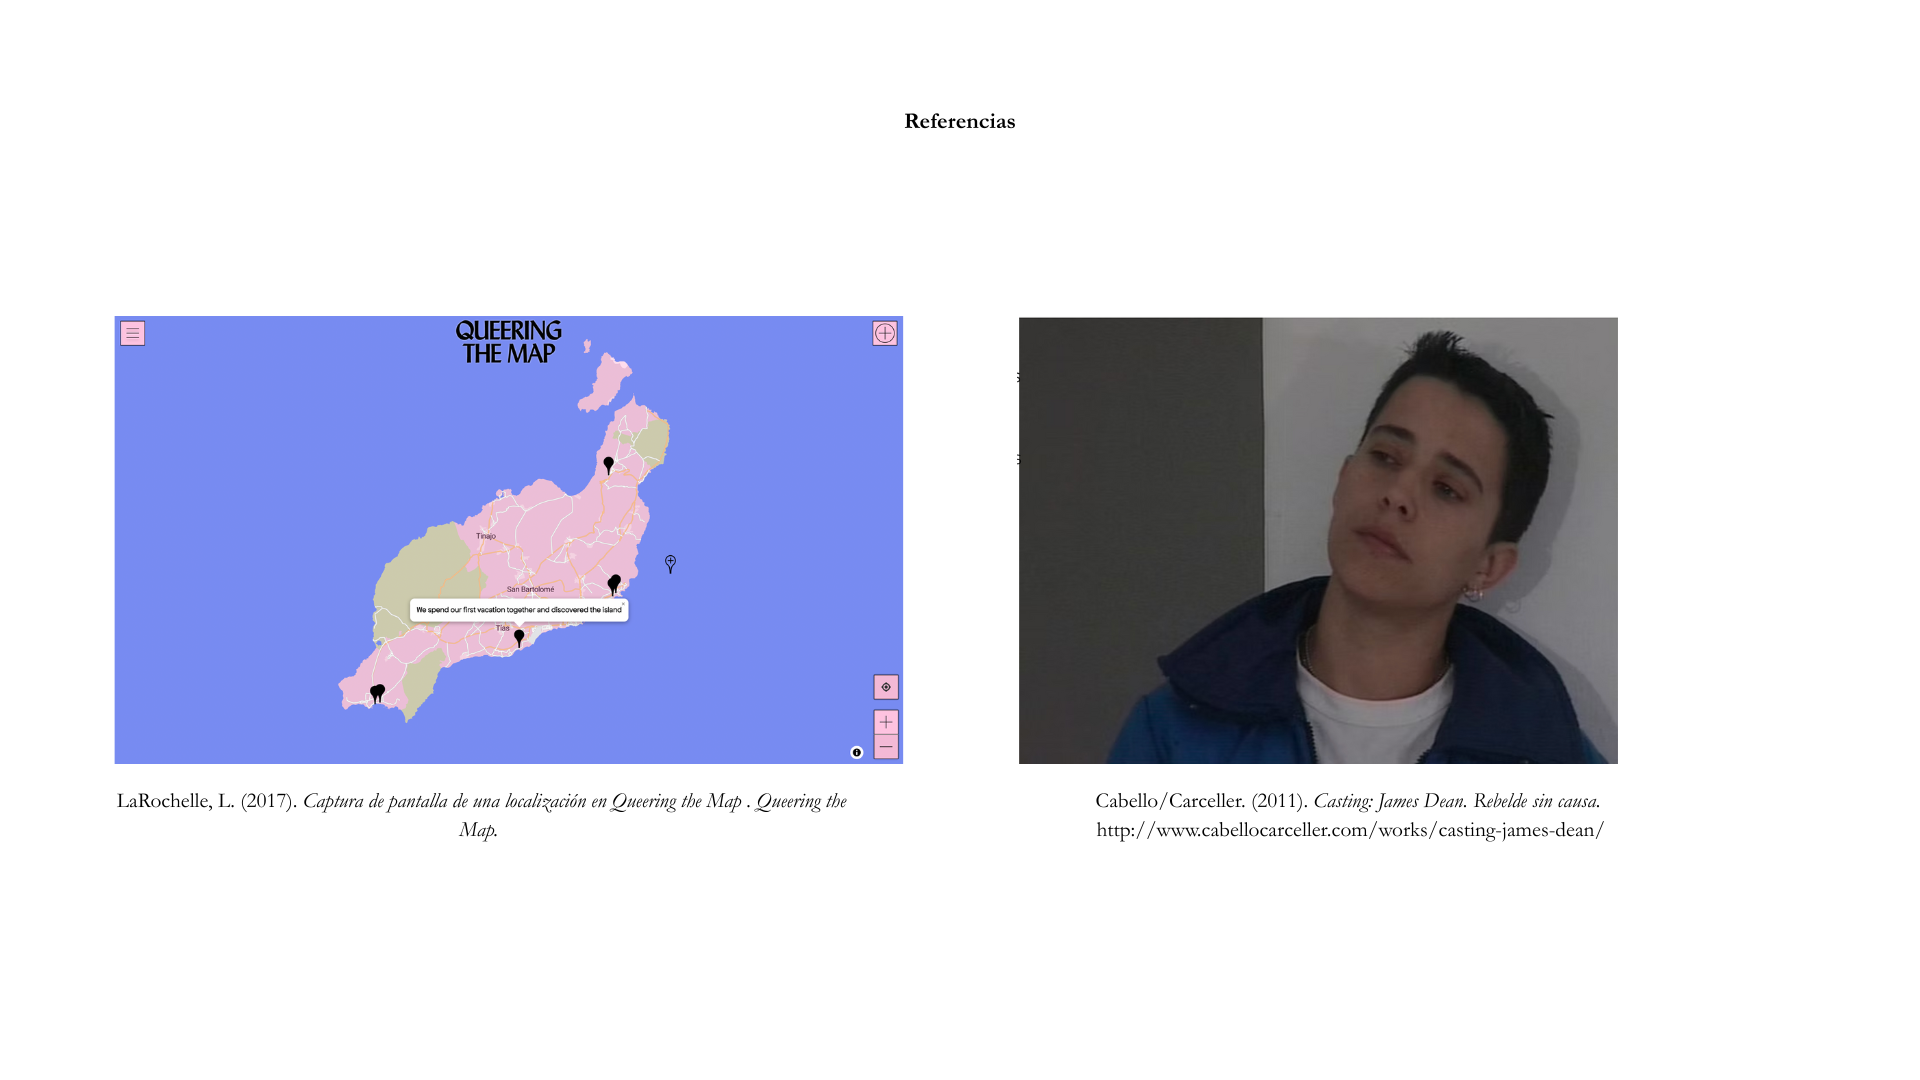 Referencias
QUEERING
THE MAP
Tinajo
San Bartolomé
We spend our first vacation together and discovered the island
Tías
LaRochelle, L. (2017). Captura de pantalla de una localización en Queering the Map . Queering the
Map.
Cabello/Carceller. (2011). Casting: James Dean. Rebelde sin causa.
http://www.cabellocarceller.com/works/casting-james-dean/